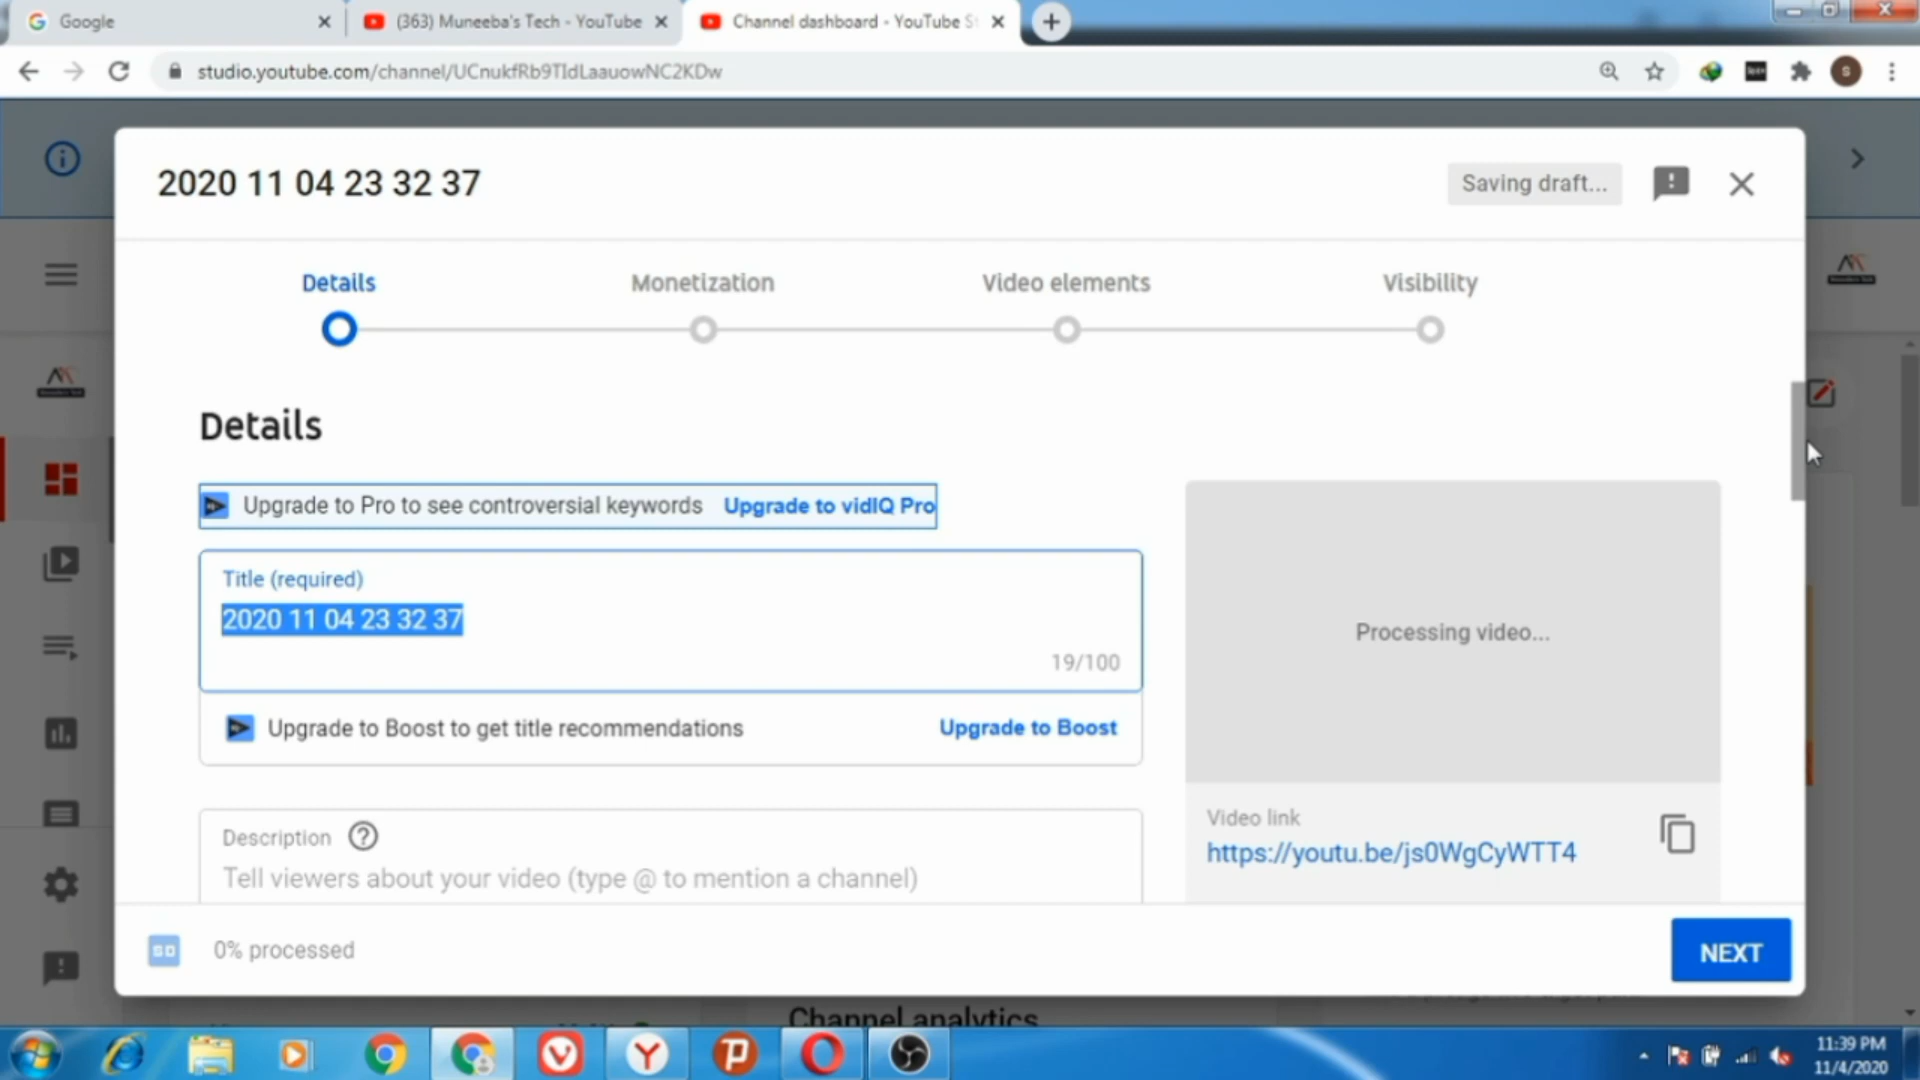 Google
(363) Muneeba's Tech - YouTube
Channel dashboard - YouTube St
studio.youtube.com/channel/UCnukfRb9TIdLaauowNC2KDw
S
2020 11 04 23 32 37
Saving draft...
Details
Monetization
Video elements
Visibility
Details
Upgrade to Pro to see controversial keywords
Upgrade to vidIQ Pro
Title (required)
2020 11 04 23 32 37
19/100
Processing video...
Upgrade to Boost to get title recommendations
Upgrade to Boost
Description
Tell viewers about your video (type @ to mention a channel)
Video link
https://youtu.be/js0WgCyWTT4
SD
0% processed
NEXT
Channel analytics
11:39 PM
11/4/2020